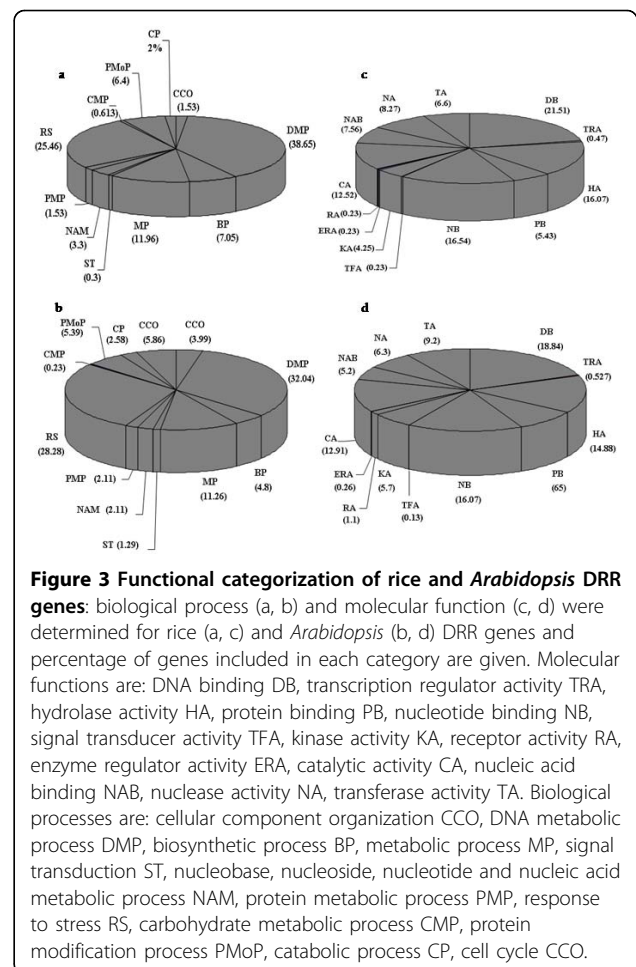 CP
2%
a
PMoP
(6.4)
CCO
(1.53)
CMP
(0.613)
RS
(25.46)
DMP
(38.65)
PMP
(1.53)
NAM
(3.3)
ST
(0.3)
MP
(11.96)
BP
(7.05)
c
NA
(8.27)
TA
(6.6)
DB
(21.51)
NAB
(7.56)
TRA
(0.47)
CA
(12.52)
HA
(16.07)
RA (0.23)
ERA (0.23)
KA (4.25)
TFA (0.23)
NB
(16.54)
PB
(5.43)
b
PMoP
(5.39)
CP
(2.58)
CCO
(5.86)
CCO
(3.99)
CMP
(0.23)
DMP
(32.04)
RS
(28.28)
PMP (2.11)
NAM (2.11)
ST (1.29)
MP
(11.26)
BP
(4.8)
d
NA
(6.3)
TA
(9.2)
DB
(18.84)
NAB
(5.2)
TRA
(0.527)
CA
(12.91)
HA
(14.88)
ERA
(0.26)
RA
(1.1)
KA
(5.7)
TFA
(0.13)
NB
(16.07)
PB
(65)
Figure 3 Functional categorization of rice and Arabidopsis DRR
genes: biological process (a, b) and molecular function (c, d) were
determined for rice (a, c) and Arabidopsis (b, d) DRR genes and
percentage of genes included in each category are given. Molecular
functions are: DNA binding DB, transcription regulator activity TRA,
hydrolase activity HA, protein binding PB, nucleotide binding NB,
signal transducer activity TFA, kinase activity KA, receptor activity RA,
enzyme regulator activity ERA, catalytic activity CA, nucleic acid
binding NAB, nuclease activity NA, transferase activity TA. Biological
processes are: cellular component organization CCO, DNA metabolic
process DMP, biosynthetic process BP, metabolic process MP, signal
transduction ST, nucleobase, nucleoside, nucleotide and nucleic acid
metabolic process NAM, protein metabolic process PMP, response
to stress RS, carbohydrate metabolic process CMP, protein
modification process PMoP, catabolic process CP, cell cycle CCO.